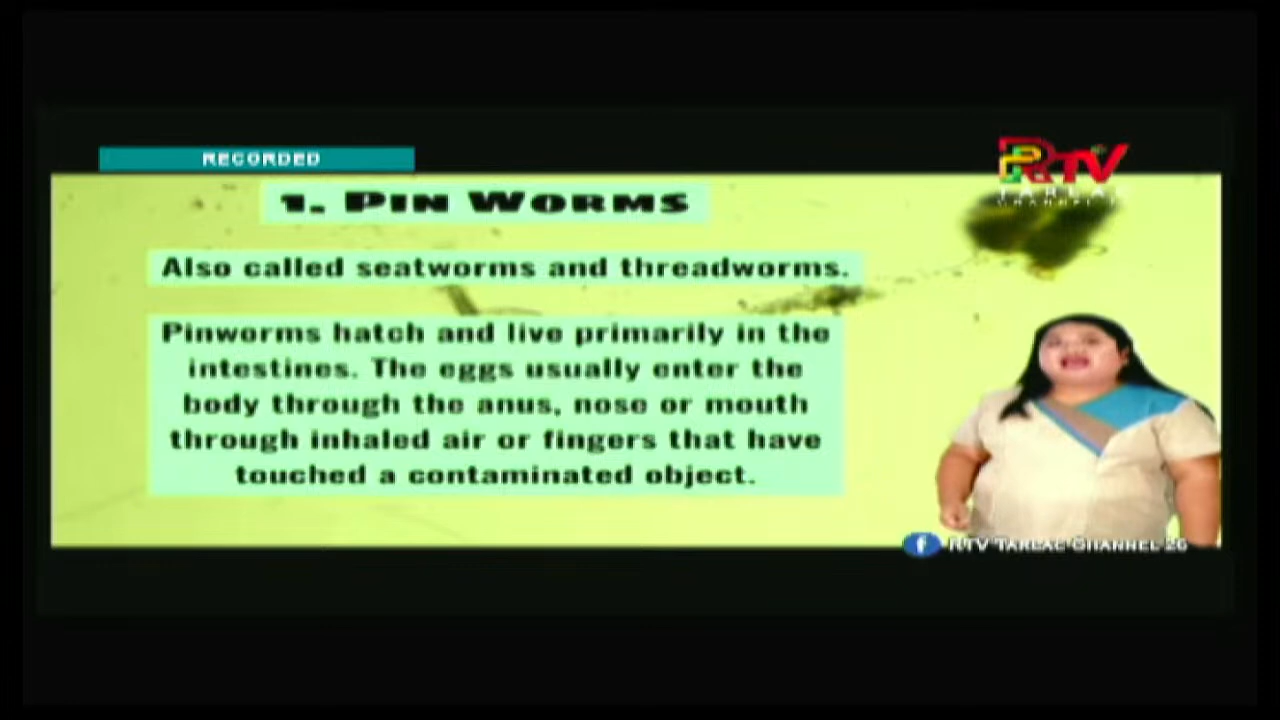 RECORDED
RTV
TARLAC
1. PIN WORMS
Also called seatworms and threadworms.
Pinworms hatch and live primarily in the
intestines. The eggs usually enter the
body through the anus, nose or mouth
through inhaled air or fingers that have
touched a contaminated object.
RTV TARLAC CHANNEL 26